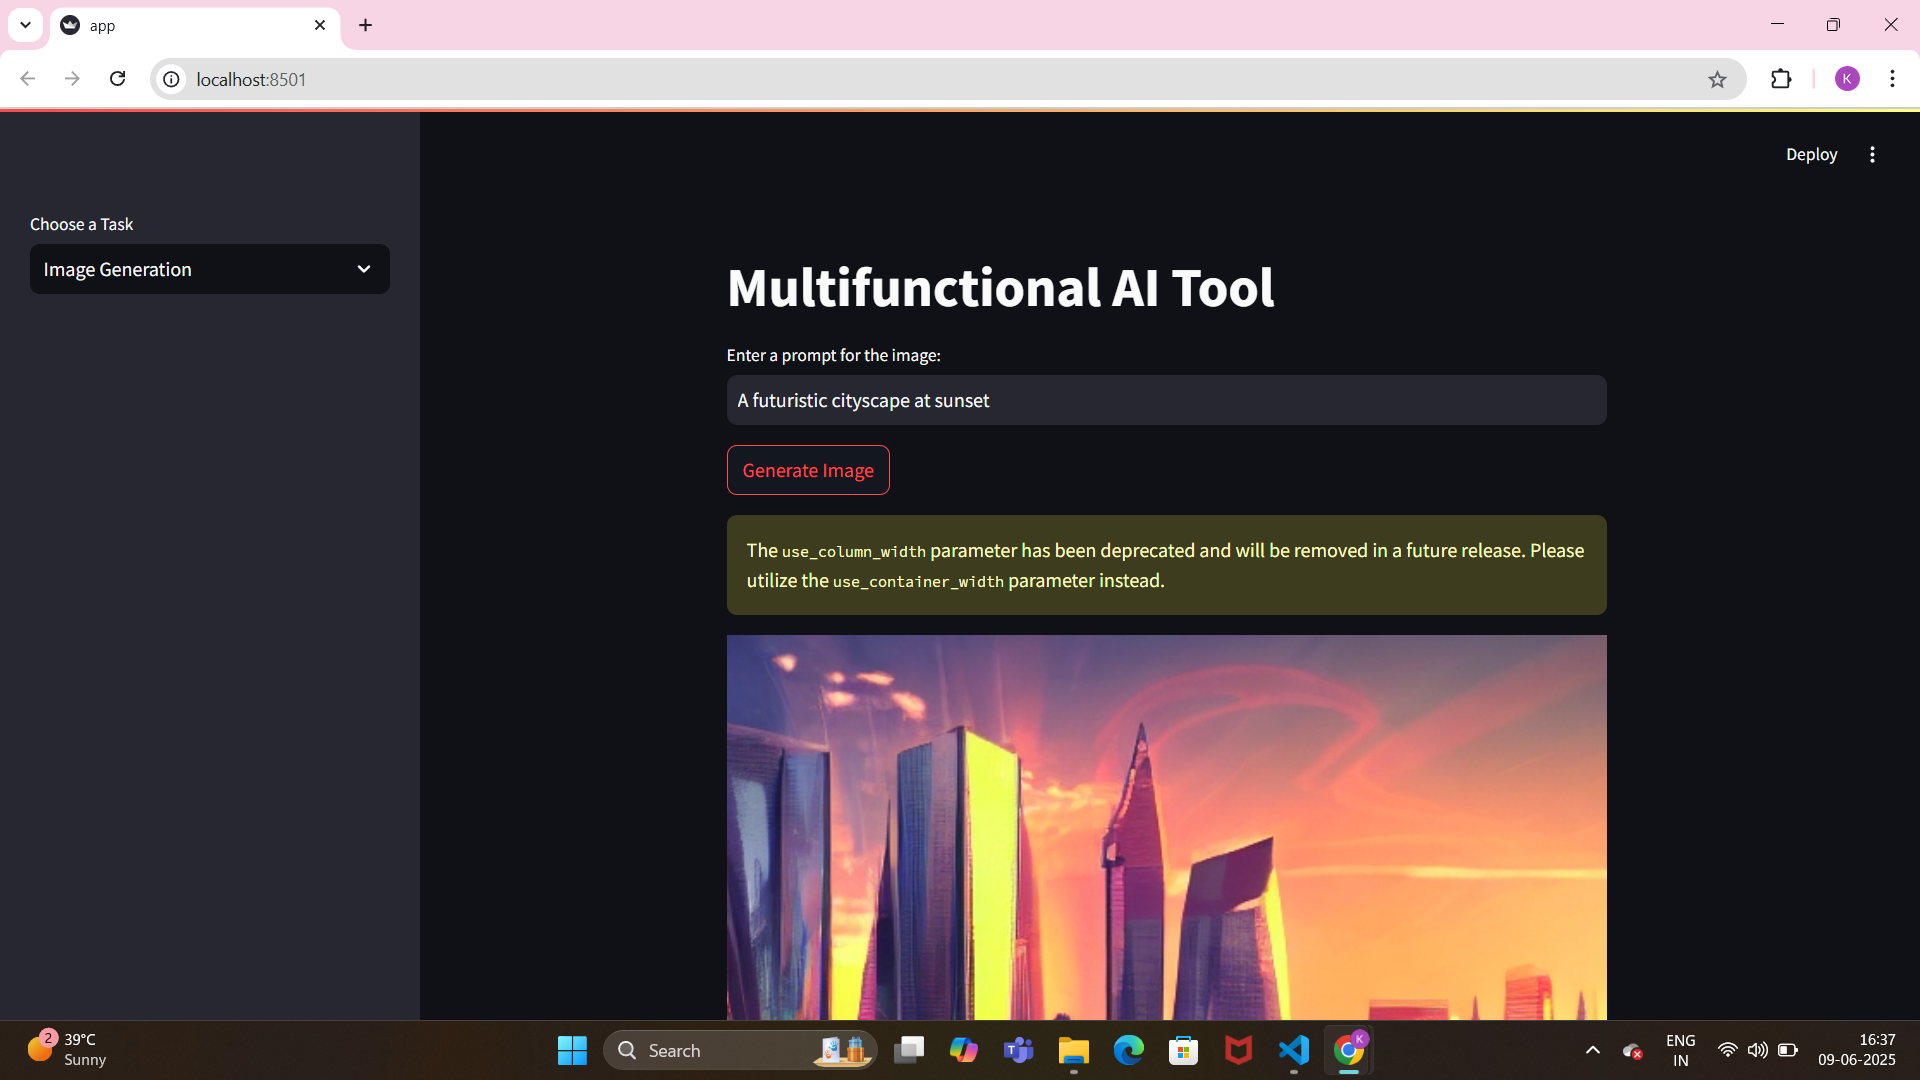 app
localhost:8501
K
Deploy
Choose a Task
Image Generation
Multifunctional AI Tool
Enter a prompt for the image:
A futuristic cityscape at sunset
Generate Image
The use_column_width parameter has been deprecated and will be removed in a future release. Please
utilize the use_container_width parameter instead.
2
39°C
Sunny
Search
K
ENG
IN
16:37
09-06-2025